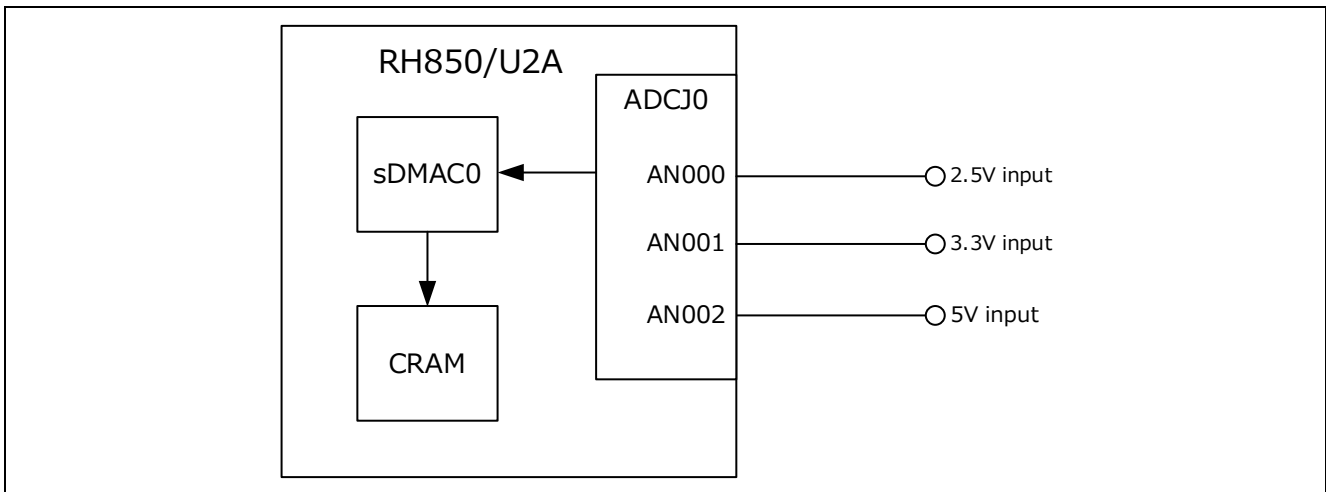 RH850/U2A
ADCJ0
sDMAC0
AN000
2.5V input
AN001
3.3V input
AN002
5V input
CRAM